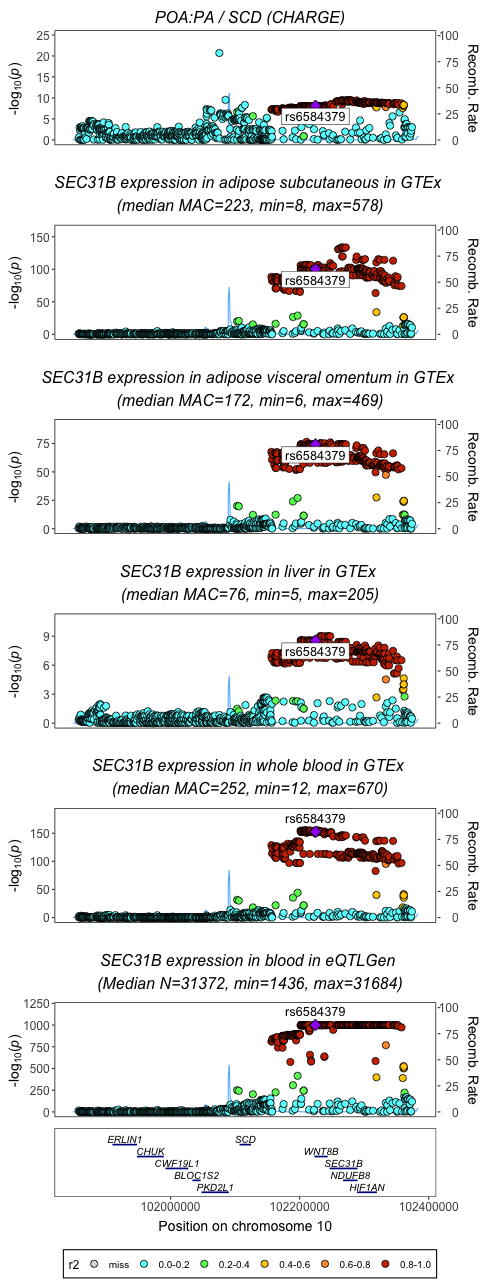 POA:PA / SCD (CHARGE)
25
20
15
10
5
0
-log10(p)
100
75
50
25
0
Recomb. Rate
rs6584379
SEC31B expression in adipose subcutaneous in GTEx
(median MAC=223, min=8, max=578)
150
100
50
0
-log10(p)
100
75
50
25
0
Recomb. Rate
rs6584379
SEC31B expression in adipose visceral omentum in GTEx
(median MAC=172, min=6, max=469)
75
50
25
0
-log10(p)
100
75
50
25
0
Recomb. Rate
rs6584379
SEC31B expression in liver in GTEx
(median MAC=76, min=5, max=205)
9
6
3
0
-log10(p)
100
75
50
25
0
Recomb. Rate
rs6584379
SEC31B expression in whole blood in GTEx
(median MAC=252, min=12, max=670)
150
100
50
0
-log10(p)
100
75
50
25
0
Recomb. Rate
rs6584379
SEC31B expression in blood in eQTLGen
(Median N=31372, min=1436, max=31684)
1250
1000
750
500
250
0
-log10(p)
100
75
50
25
0
Recomb. Rate
rs6584379
ERLIN1 SCD
CHUK WNT8B
CWF19L1 SEC31B
BLOC1S2 NDUFB8
PKD2L1 HIF1AN
102000000 102200000 102400000
Position on chromosome 10
r2 miss 0.0-0.2 0.2-0.4 0.4-0.6 0.6-0.8 0.8-1.0